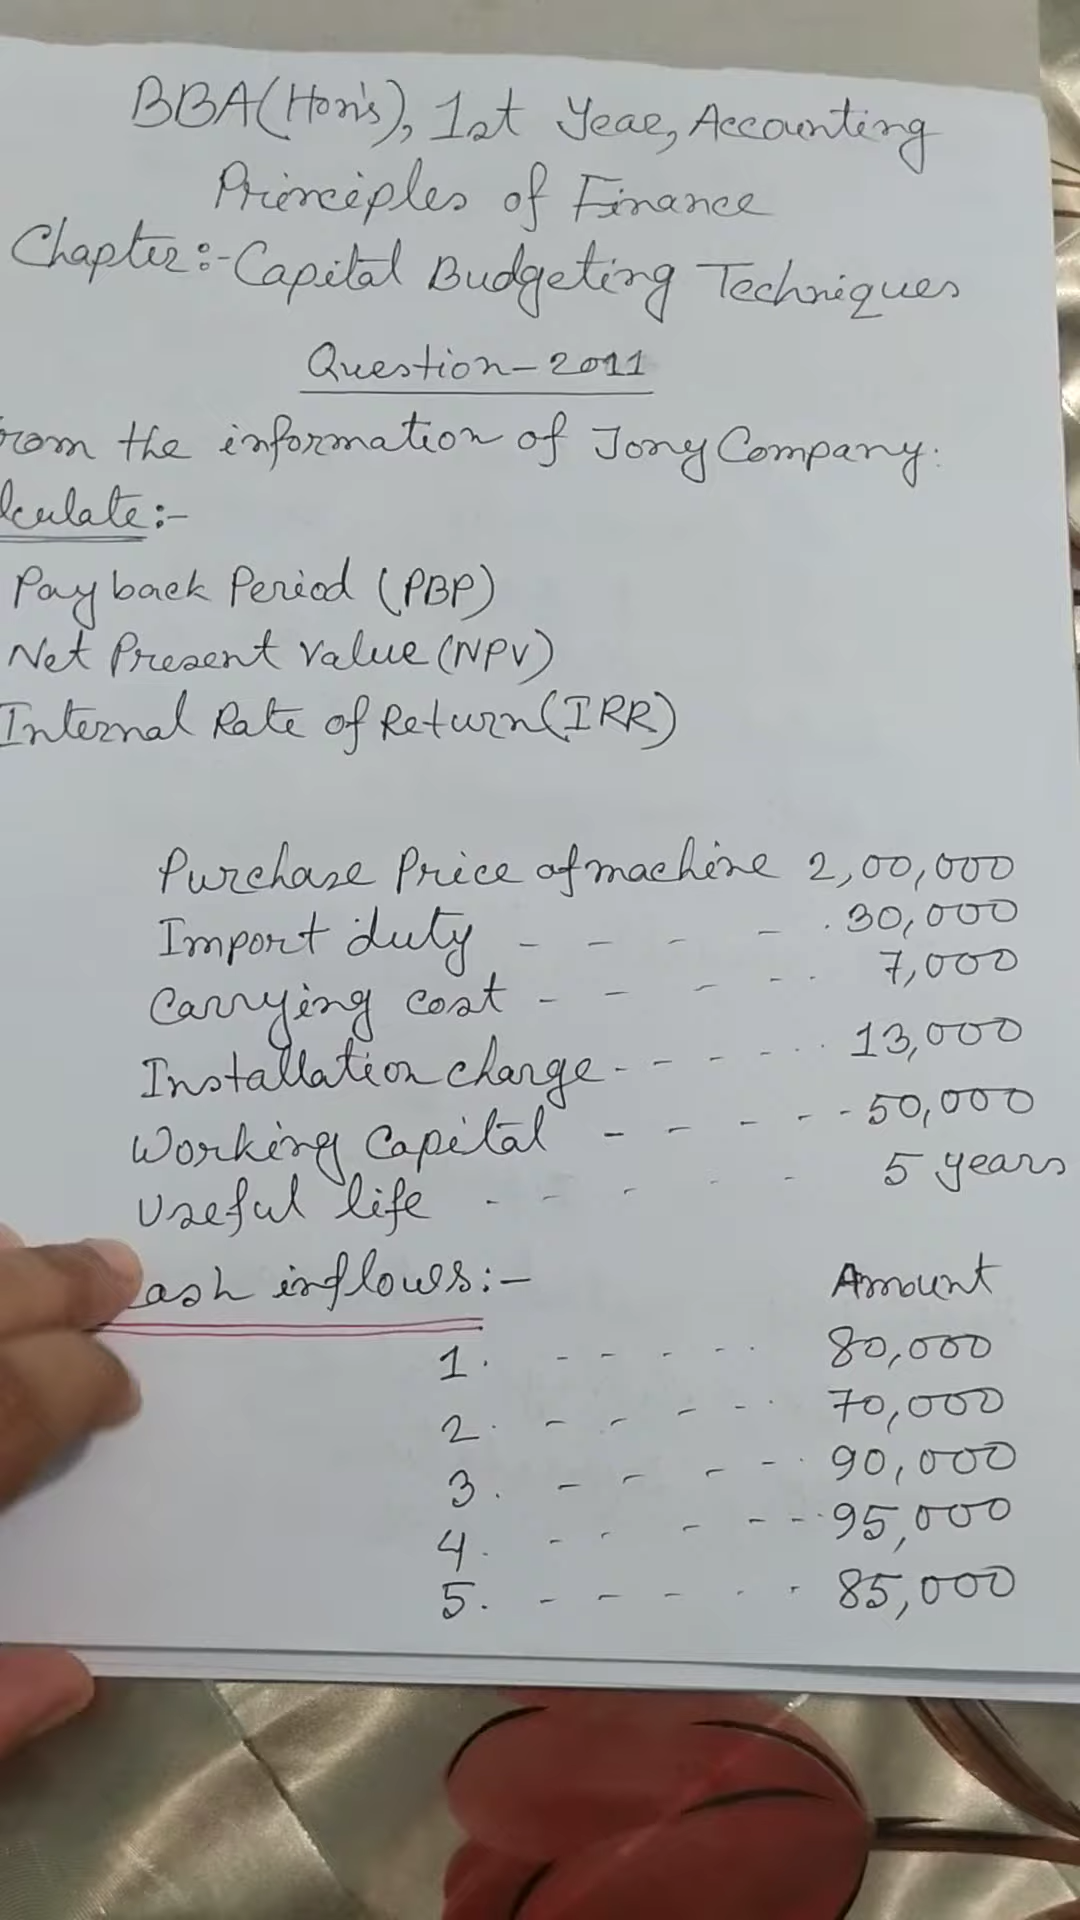 BBA(Hon's), 1st Year, Accounting
Principles of Finance
Chapter:- Capital Budgeting Techniques
Question-2011
rom the information of Jony Company:
lculate:-
Pay back Period (PBP)
Net Present Value (NPV)
Internal Rate of Return (IRR)
Purchase Price of machine 2,00,000
Import duty - - - - . 30,000
Carrying cost - - - - . . 7,000
Installation charge - - - - . . 13,000
Working Capital - - - - - 50,000
Useful life - - - - - 5 years
ash inflows:- Amount
1. - - - - . 80,000
2. - - - - . 70,000
3. - - - - . 90,000
4. - - - - - . 95,000
5. - - - - . . 85,000